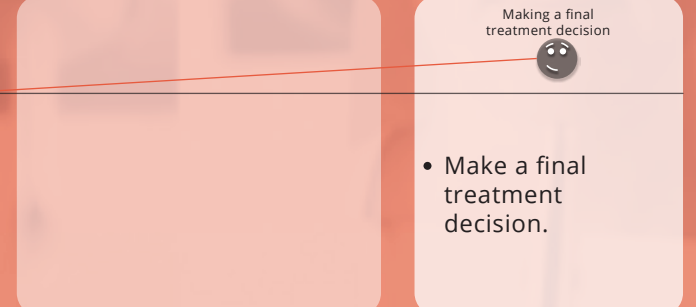 Making a final
treatment decision
• Make a final
treatment
decision.